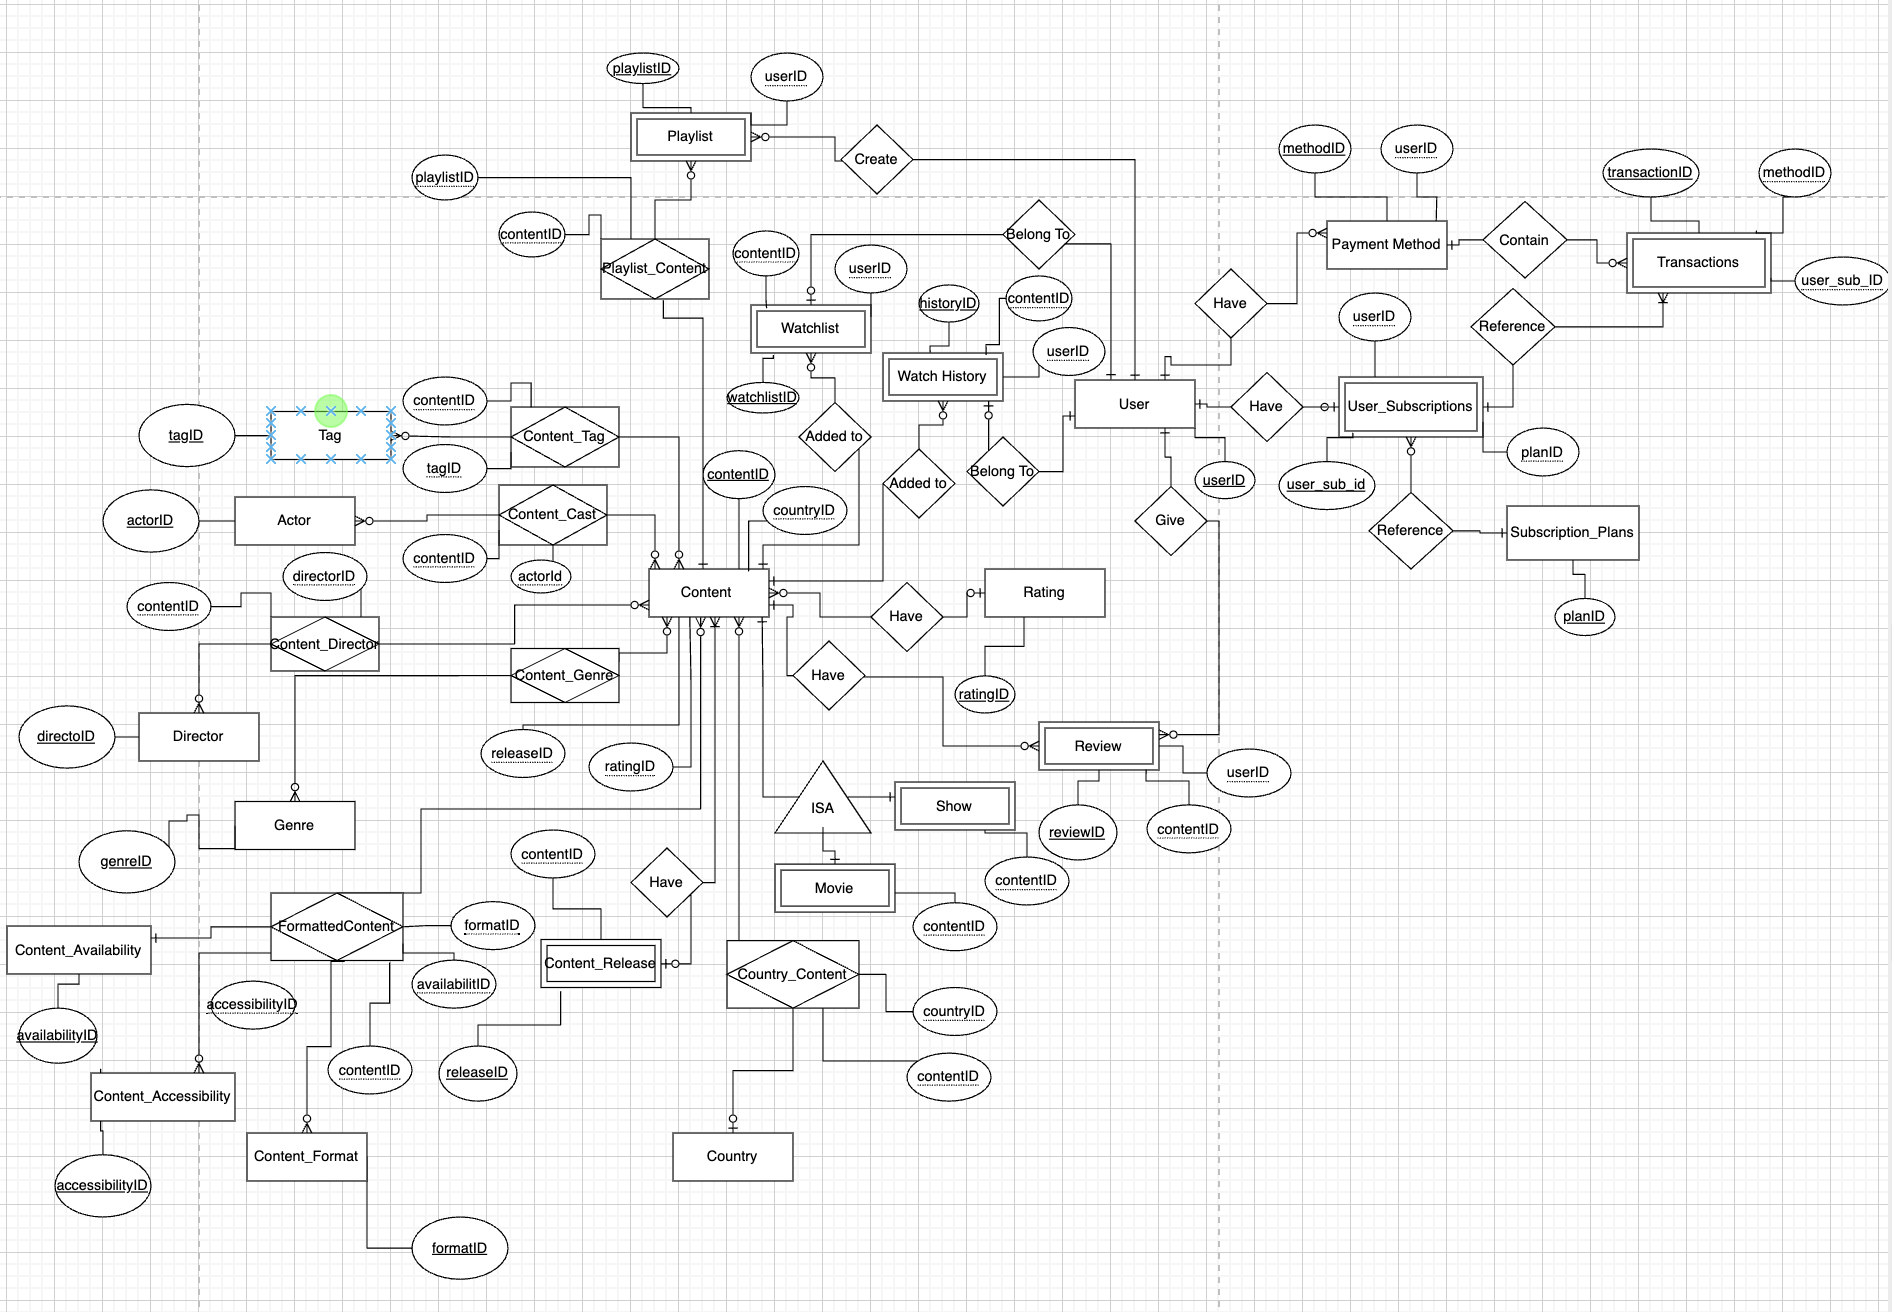 playlistID
userID
Playlist
Create
playlistID
contentID
Playlist_Content
methodID
userID
transactionID
methodID
Payment Method
Contain
Transactions
user_sub_ID
Belong To
contentID
userID
Watchlist
historyID
contentID
userID
Watch History
watchlistID
Have
userID
Reference
User
Have
User_Subscriptions
planID
user_sub_id
userID
Reference
Subscription_Plans
planID
tagID
Tag
contentID
tagID
Content_Tag
Added to
Added to
Belong To
Give
contentID
countryID
actorID
Actor
Content_Cast
contentID
actorId
directorID
contentID
Content_Director
Content
Have
Rating
ratingID
Content_Genre
Have
directoID
Director
releaseID
ratingID
Review
userID
reviewID
contentID
ISA
Show
contentID
Movie
contentID
Genre
genreID
contentID
Have
FormattedContent
formatID
availabilitID
Content_Availability
availabilityID
accessibilityID
contentID
Content_Release
releaseID
Country_Content
countryID
contentID
Content_Accessibility
accessibilityID
Content_Format
formatID
Country